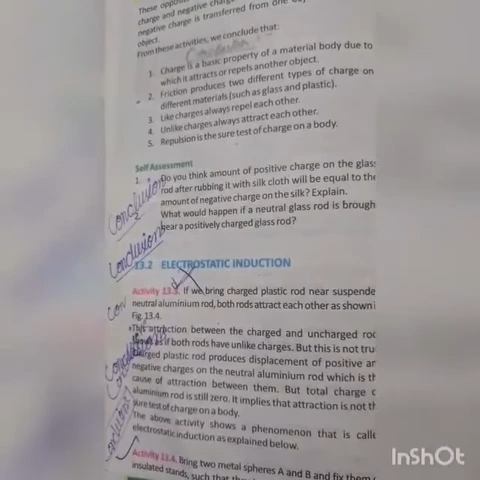 These opposi
charge and negative charge
negative charge is transferred from one
object.
From these activities, we conclude that:
Conclusion
1. Charge is a basic property of a material body due to
which it attracts or repels another object.
2. Friction produces two different types of charge on
different materials (such as glass and plastic).
3. Like charges always repel each other.
4. Unlike charges always attract each other.
5. Repulsion is the sure test of charge on a body.
Self Assessment
1. Do you think amount of positive charge on the glass
rod after rubbing it with silk cloth will be equal to the
amount of negative charge on the silk? Explain.
What would happen if a neutral glass rod is brough
near a positively charged glass rod?
Conclusion
Conclusion
13.2 ELECTROSTATIC INDUCTION
Activity 13.3. If we bring charged plastic rod near suspende
neutral aluminium rod, both rods attract each other as shown i
Fig. 13.4.
Con
This attraction between the charged and uncharged rod
as if both rods have unlike charges. But this is not tru
charged plastic rod produces displacement of positive an
negative charges on the neutral aluminium rod which is th
cause of attraction between them. But total charge o
aluminium rod is still zero. It implies that attraction is not th
sure test of charge on a body.
The above activity shows a phenomenon that is calle
electrostatic induction as explained below.
Activity 13.4. Bring two metal spheres A and B and fix them
insulated stands, such that
InShOt